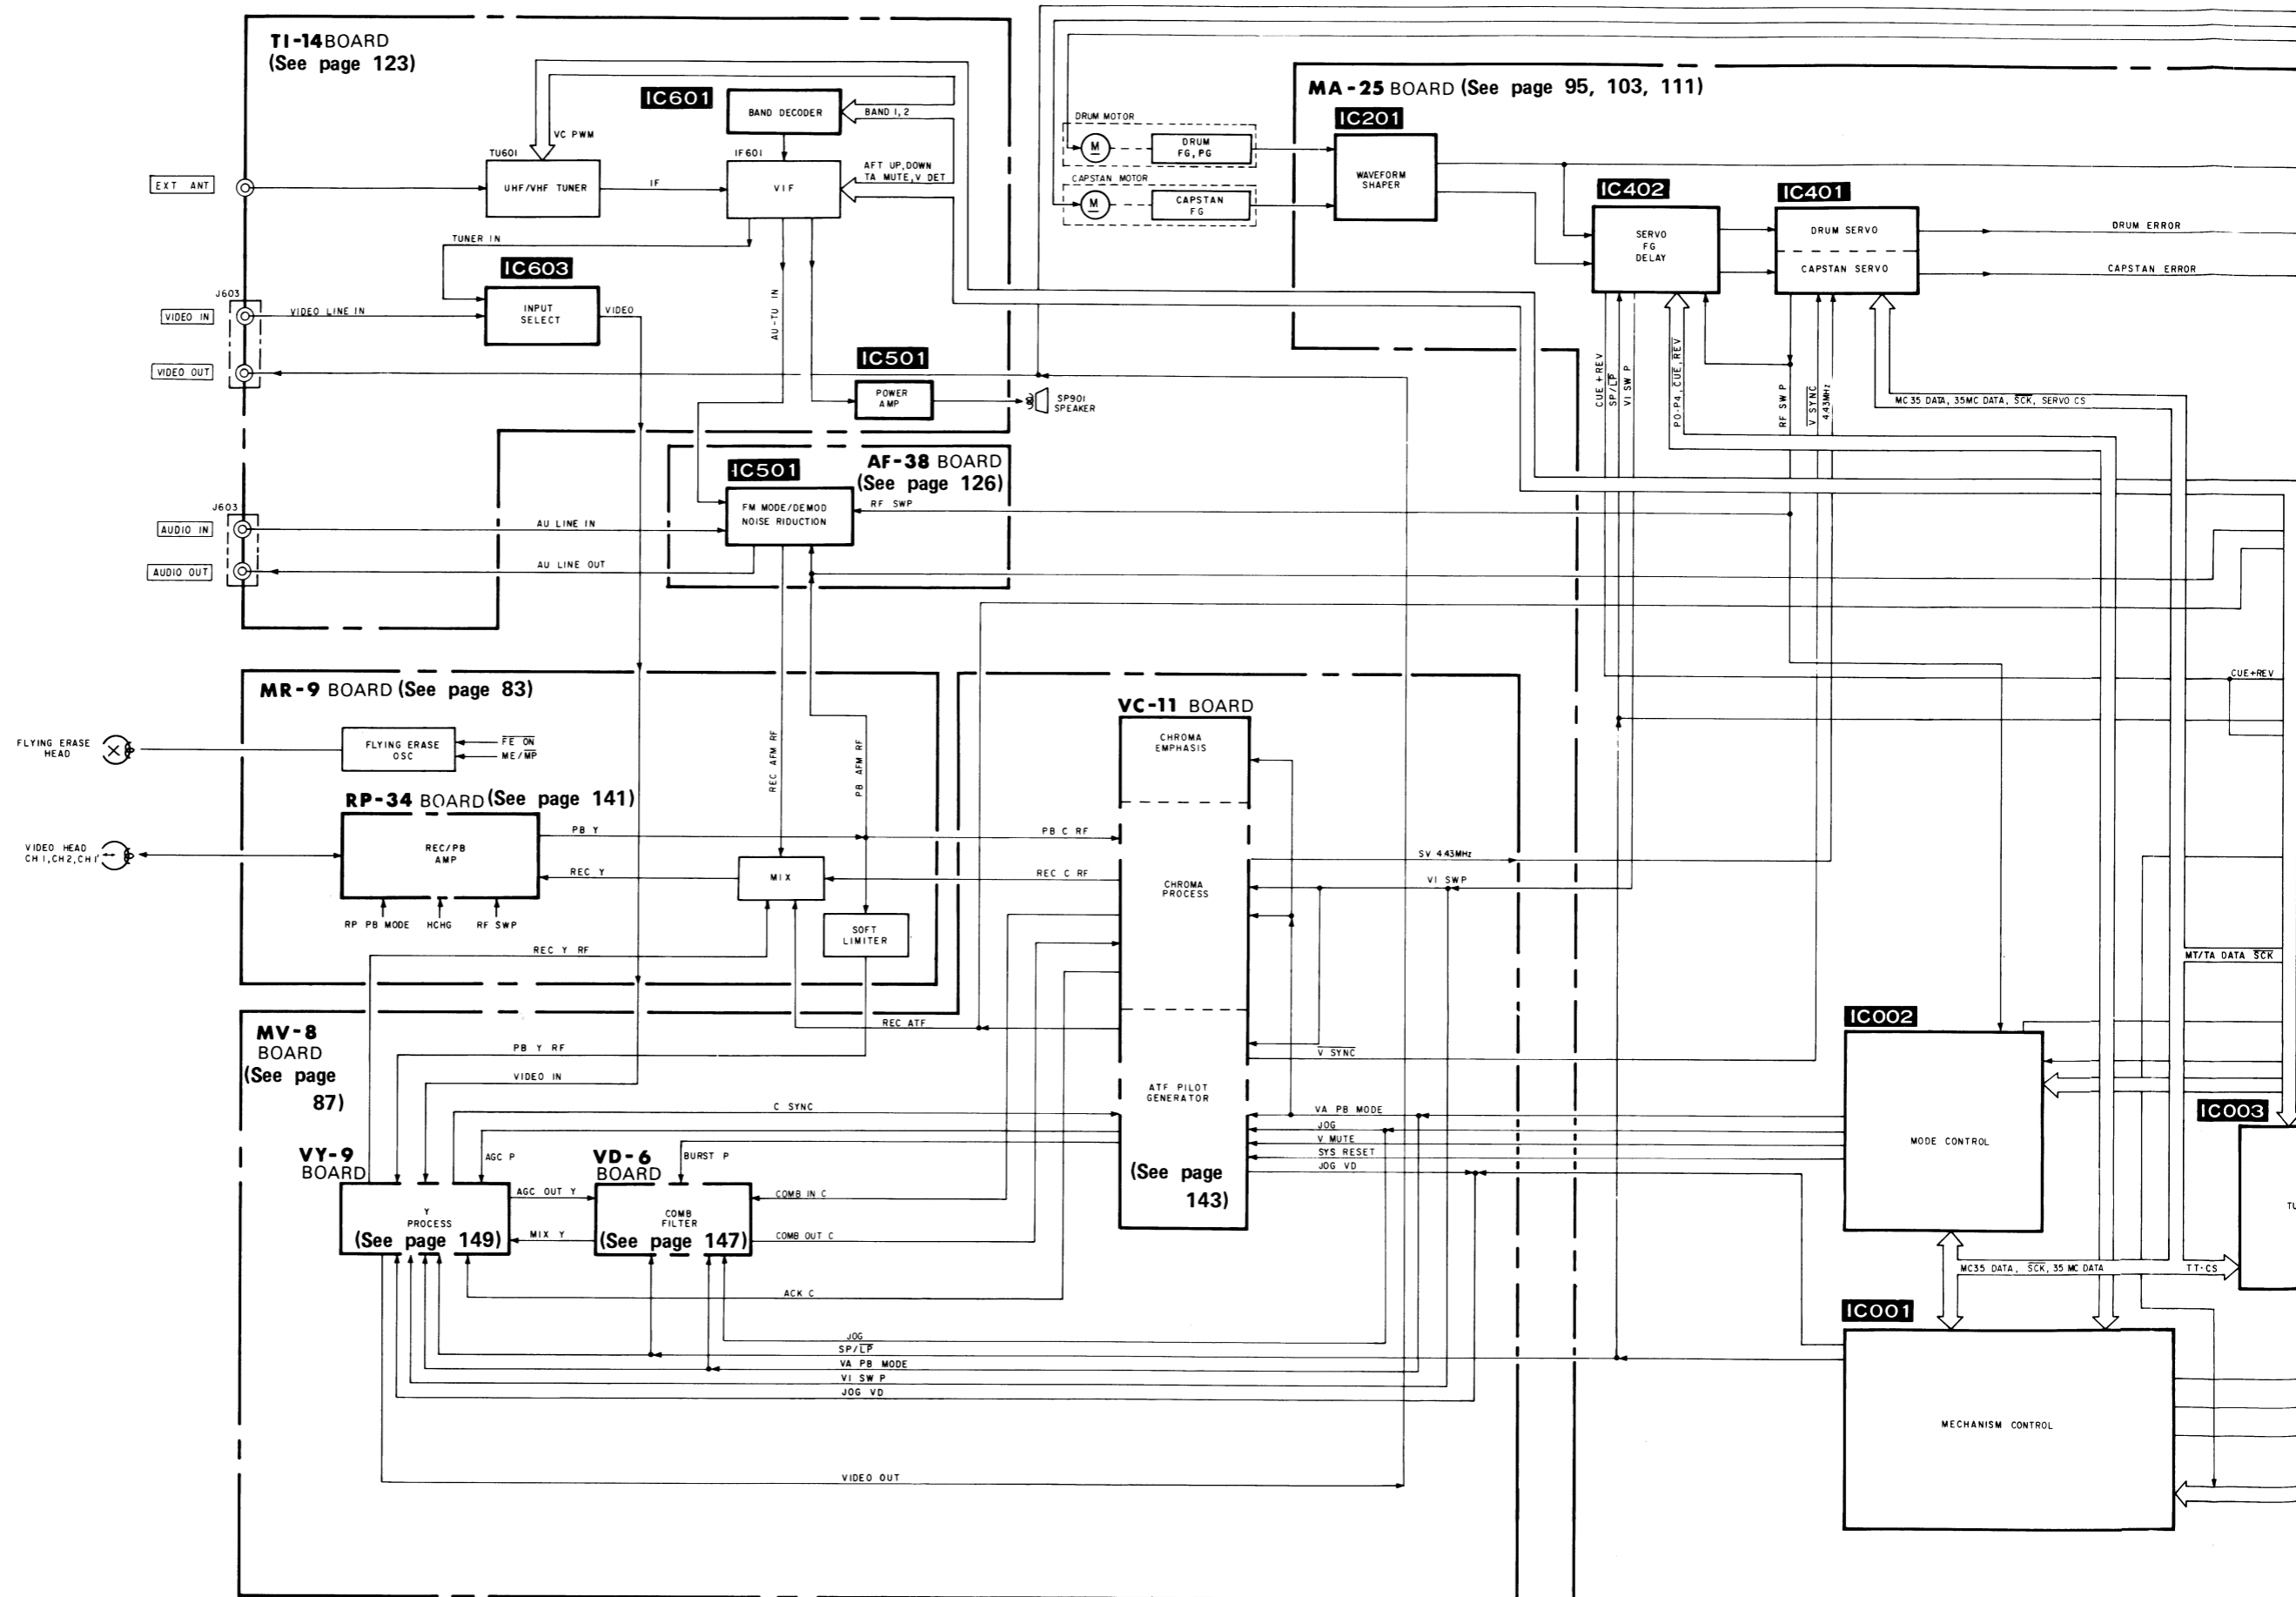 TI-14 BOARD
(See page 123)
IC601
BAND DECODER
BAND 1, 2
VC PWM
TU601
UHF/VHF TUNER
IF
IF601
VIF
AFT UP, DOWN
TA MUTE, V DET
EXT ANT
TUNER IN
IC603
INPUT
SELECT
VIDEO
J603
VIDEO IN
VIDEO LINE IN
VIDEO OUT
AU-TU IN
IC501
POWER
AMP
SP901
SPEAKER
AF-38 BOARD
(See page 126)
IC501
FM MODE/DEMOD
NOISE RIDUCTION
RF SWP
J603
AUDIO IN
AU LINE IN
AUDIO OUT
AU LINE OUT
MA-25 BOARD (See page 95, 103, 111)
DRUM MOTOR
M
DRUM
FG, PG
CAPSTAN MOTOR
M
CAPSTAN
FG
IC201
WAVEFORM
SHAPER
IC402
SERVO
FG
DELAY
IC401
DRUM SERVO
CAPSTAN SERVO
DRUM ERROR
CAPSTAN ERROR
CUE + REV
SP/LP
VI SW P
PO-P4, CUE, REV
RF SW P
V SYNC
4.43MHz
MC35 DATA, 35MC DATA, SCK, SERVO CS
CUE+REV
MR-9 BOARD (See page 83)
FLYING ERASE
HEAD
FLYING ERASE
OSC
FE ON
ME/MP
RP-34 BOARD (See page 141)
VIDEO HEAD
CH1, CH2, CH1'
REC/PB
AMP
RP PB MODE
HCHG
RF SWP
PB Y
REC Y
REC AFM RF
PB AFM RF
MIX
SOFT
LIMITER
REC Y RF
PB C RF
REC C RF
VC-11 BOARD
CHROMA
EMPHASIS
CHROMA
PROCESS
SV 4.43MHz
VI SWP
REC ATF
V SYNC
ATF PILOT
GENERATOR
(See page
143)
VA PB MODE
JOG
V MUTE
SYS RESET
JOG VD
MV-8
BOARD
(See page
87)
PB Y RF
VIDEO IN
C SYNC
VY-9
BOARD
AGC P
Y
PROCESS
(See page 149)
AGC OUT Y
MIX Y
VD-6
BOARD
BURST P
COMB
FILTER
(See page 147)
COMB IN C
COMB OUT C
ACK C
JOG
SP/LP
VA PB MODE
VI SW P
JOG VD
VIDEO OUT
MT/TA DATA SCK
IC002
MODE CONTROL
IC003
TU
MC35 DATA, SCK, 35 MC DATA
TT-CS
IC001
MECHANISM CONTROL